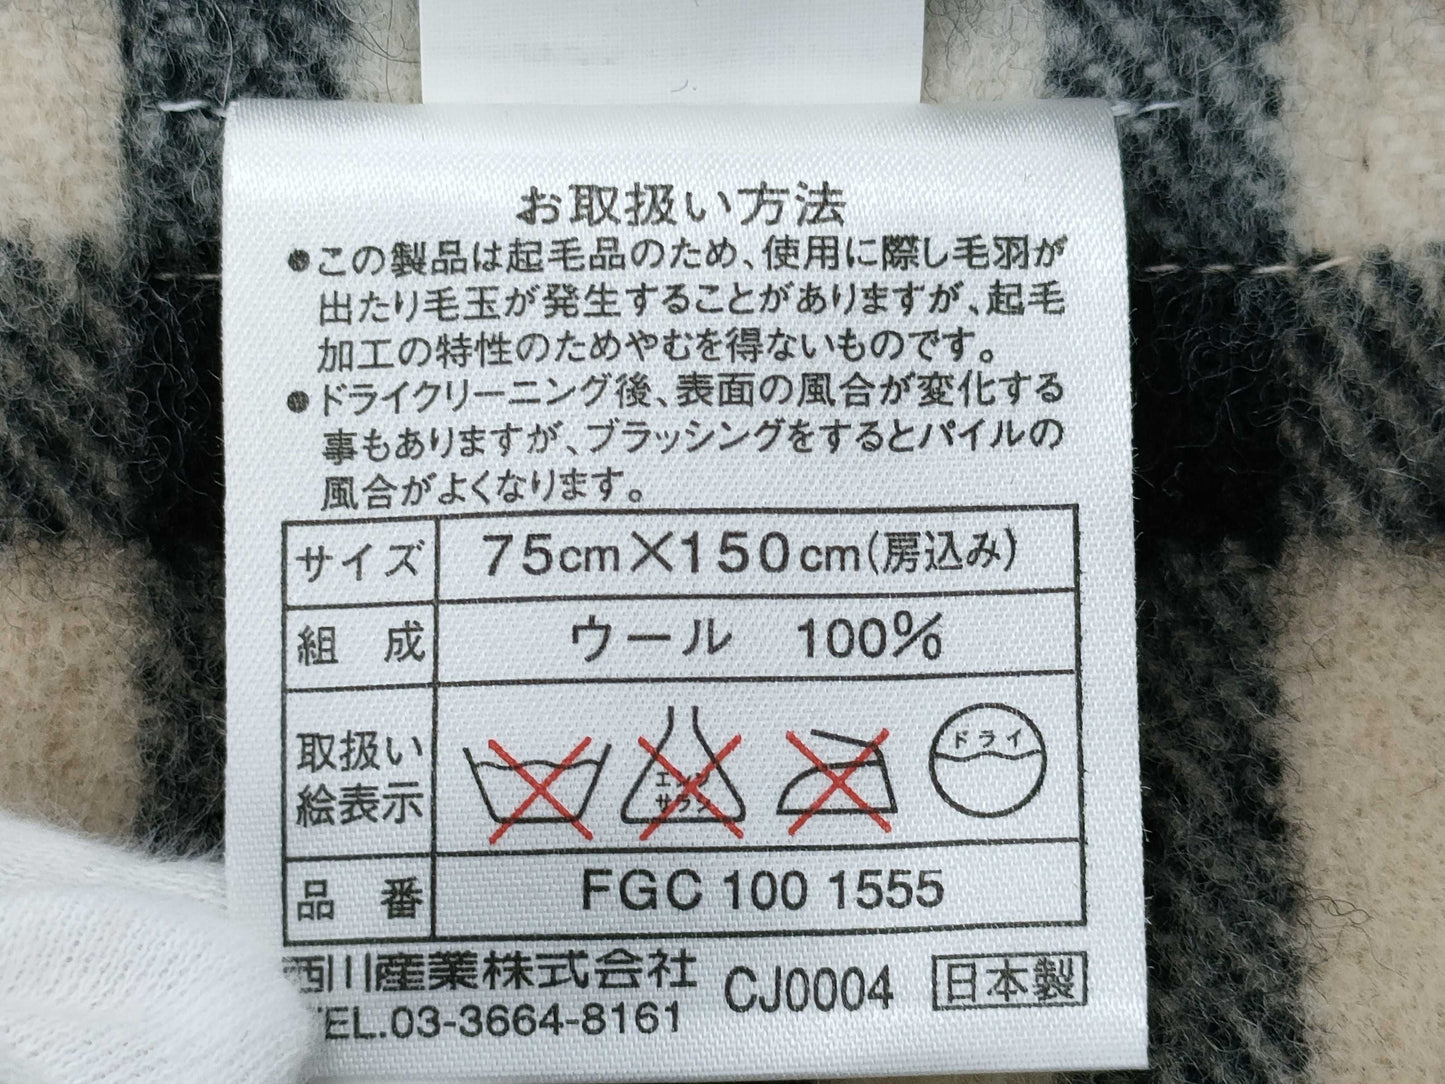 お取扱い方法
●この製品は起毛品のため、使用に際し毛羽が
出たり毛玉が発生することがありますが、起毛
加工の特性のためやむを得ないものです。
●ドライクリーニング後、表面の風合が変化する
事もありますが、ブラッシングをするとパイルの
風合がよくなります。
サイズ 75cm×150cm(房込み)
組 成 ウール 100%
取扱い
絵表示
エンソ
サラシ
ドライ
品 番 FGC 100 1555
西川産業株式会社 CJ0004 日本製
TEL.03-3664-8161